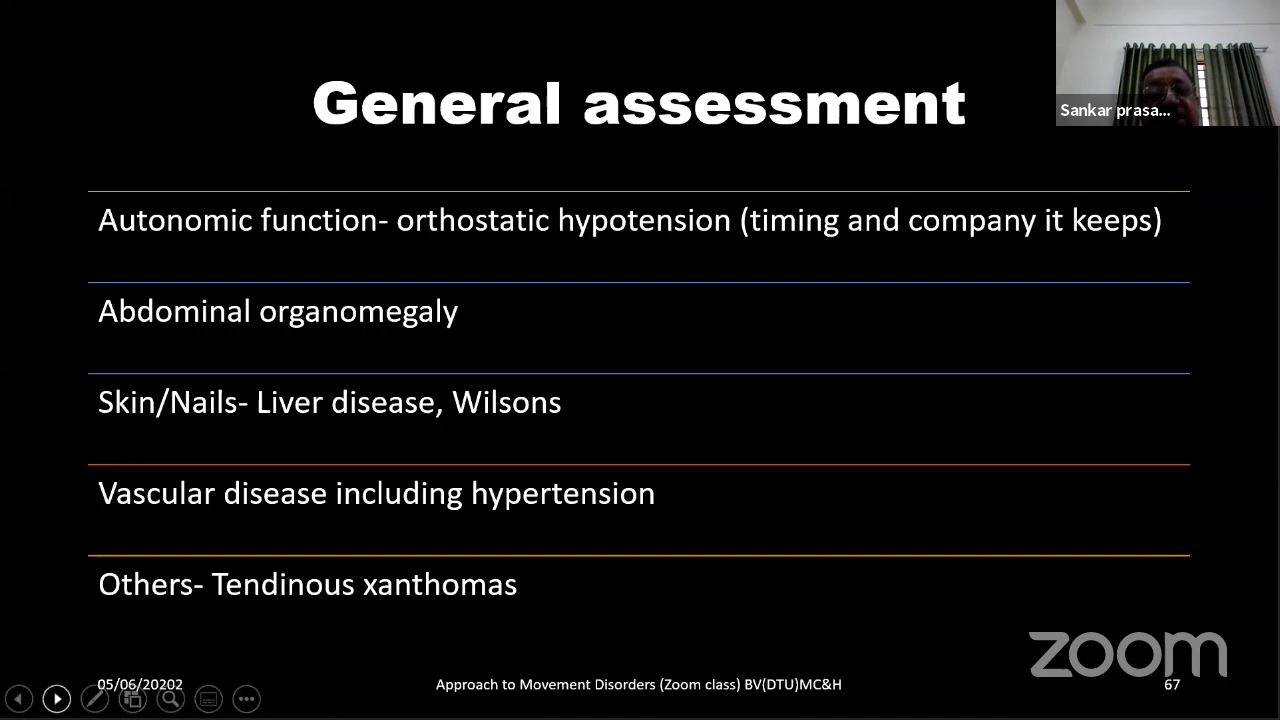 General assessment
Sankar prasa...
Autonomic function- orthostatic hypotension (timing and company it keeps)
Abdominal organomegaly
Skin/Nails- Liver disease, Wilsons
Vascular disease including hypertension
Others- Tendinous xanthomas
zoom
05/06/20202
Approach to Movement Disorders (Zoom class) BV(DTU)MC&H
67